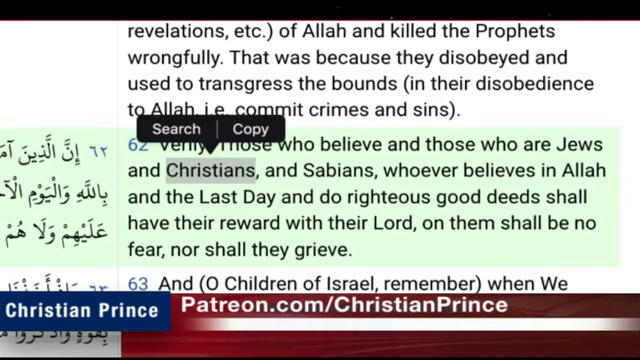 revelations, etc.) of Allah and killed the Prophets
wrongfully. That was because they disobeyed and
used to transgress the bounds (in their disobedience
to Allah, i.e. commit crimes and sins).
Search Copy
62 Verily! Those who believe and those who are Jews
and Christians, and Sabians, whoever believes in Allah
and the Last Day and do righteous good deeds shall
have their reward with their Lord, on them shall be no
fear, nor shall they grieve.
٦٢ إِنَّ الَّذِينَ آمَ
بِاللَّهِ وَالْيَوْمِ الْآخِ
عَلَيْهِمْ وَلَا هُمْ
63 And (O Children of Israel, remember) when We
٦٣
Christian Prince
Patreon.com/ChristianPrince